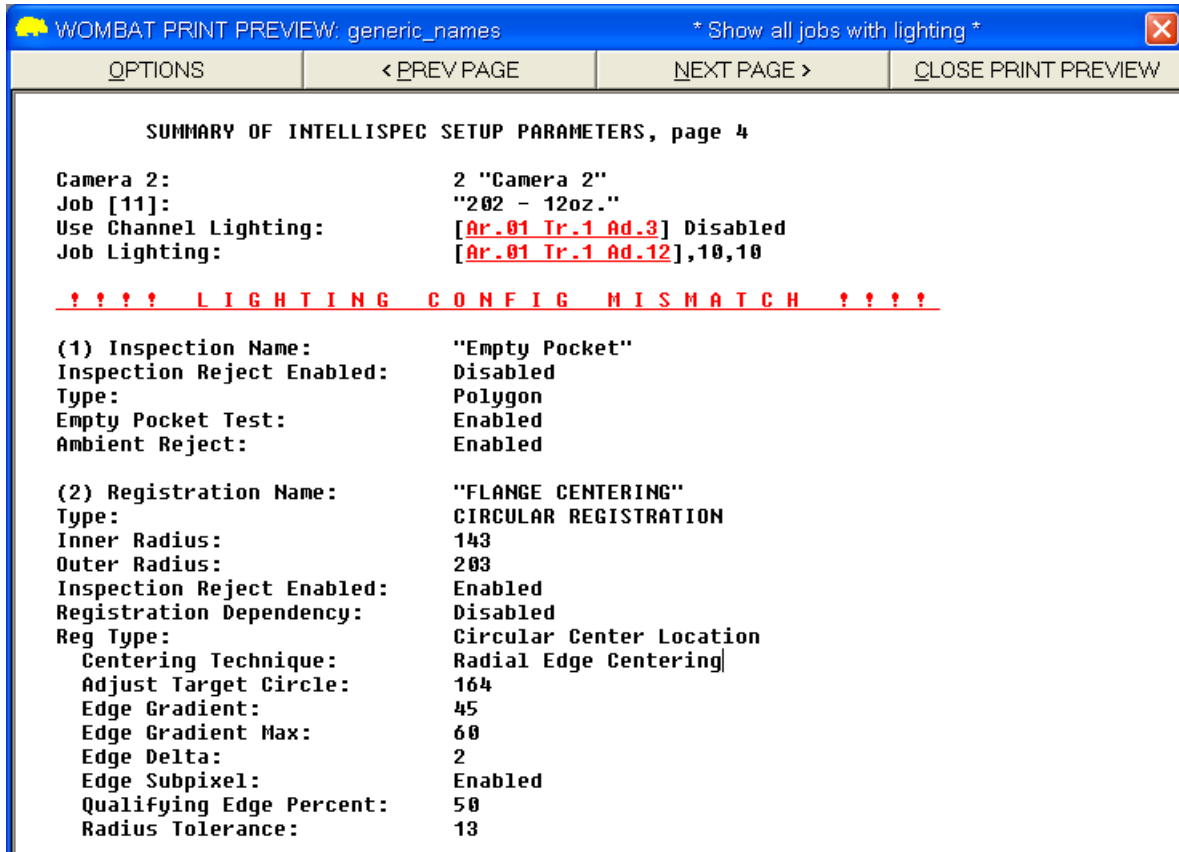 WOMBAT PRINT PREVIEW: generic_names * Show all jobs with lighting *
OPTIONS < PREV PAGE NEXT PAGE > CLOSE PRINT PREVIEW
SUMMARY OF INTELLISPEC SETUP PARAMETERS, page 4
Camera 2: 2 "Camera 2"
Job [11]: "202 - 12oz."
Use Channel Lighting: [Ar.01 Tr.1 Ad.3] Disabled
Job Lighting: [Ar.01 Tr.1 Ad.12],10,10
! ! ! ! L I G H T I N G C O N F I G M I S M A T C H ! ! ! !
(1) Inspection Name: "Empty Pocket"
Inspection Reject Enabled: Disabled
Type: Polygon
Empty Pocket Test: Enabled
Ambient Reject: Enabled
(2) Registration Name: "FLANGE CENTERING"
Type: CIRCULAR REGISTRATION
Inner Radius: 143
Outer Radius: 203
Inspection Reject Enabled: Enabled
Registration Dependency: Disabled
Reg Type: Circular Center Location
Centering Technique: Radial Edge Centering
Adjust Target Circle: 164
Edge Gradient: 45
Edge Gradient Max: 60
Edge Delta: 2
Edge Subpixel: Enabled
Qualifying Edge Percent: 50
Radius Tolerance: 13